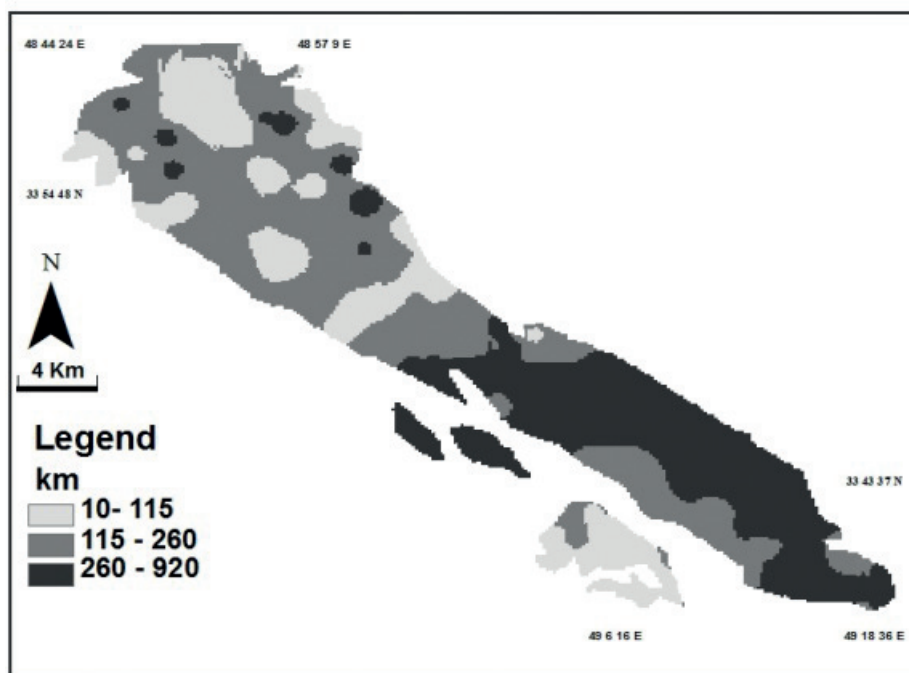 48 44 24 E
48 57 9 E
33 54 48 N
N
4 Km
Legend
km
10- 115
115 - 260
260 - 920
33 43 37 N
49 6 16 E
49 18 36 E